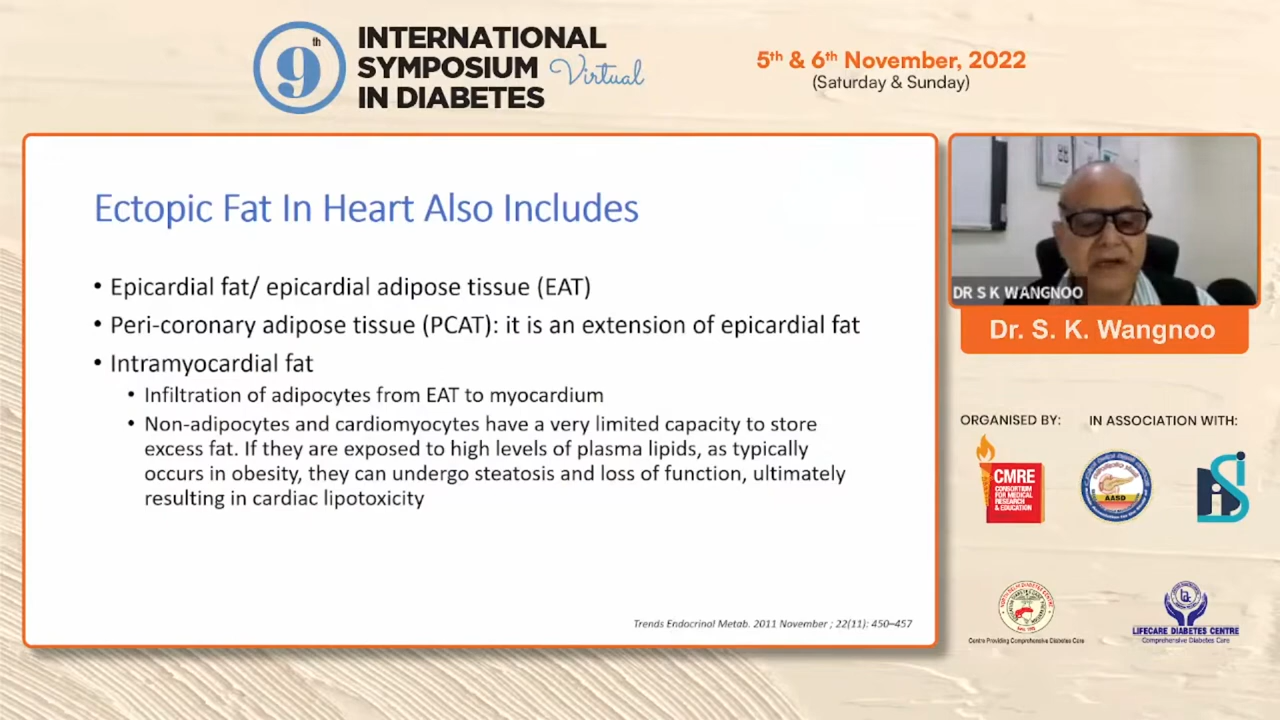 9th
INTERNATIONAL
SYMPOSIUM Virtual
IN DIABETES
5th & 6th November, 2022
(Saturday & Sunday)
Ectopic Fat In Heart Also Includes
• Epicardial fat/ epicardial adipose tissue (EAT)
• Peri-coronary adipose tissue (PCAT): it is an extension of epicardial fat
• Intramyocardial fat
• Infiltration of adipocytes from EAT to myocardium
• Non-adipocytes and cardiomyocytes have a very limited capacity to store
excess fat. If they are exposed to high levels of plasma lipids, as typically
occurs in obesity, they can undergo steatosis and loss of function, ultimately
resulting in cardiac lipotoxicity
Trends Endocrinol Metab. 2011 November ; 22(11): 450–457
DR S K WANGNOO
Dr. S. K. Wangnoo
ORGANISED BY:
IN ASSOCIATION WITH:
CMRE
CONSORTIUM
FOR MEDICAL
RESEARCH
& EDUCATION
AASD
Centre Providing Comprehensive Diabetes Care
LIFECARE DIABETES CENTRE
Comprehensive Diabetes Care